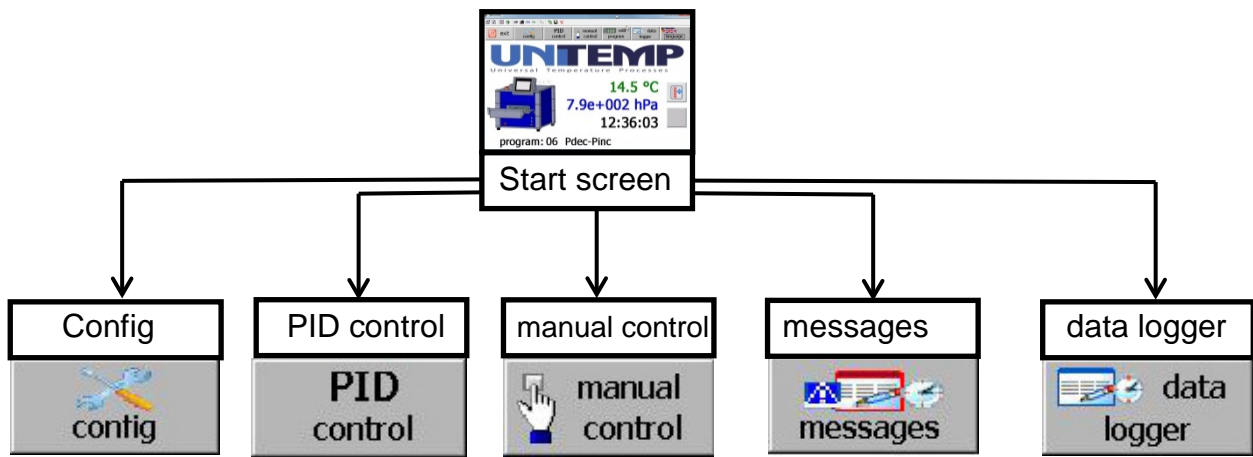 exit
config
PID
control
manual
control
program
data
logger
language
UNITEMP
Universal Temperature Processes
14.5 °C
7.9e+002 hPa
12:36:03
program: 06 Pdec-Pinc
Start screen
Config
PID control
manual control
messages
data logger
config
PID
control
manual
control
messages
data
logger